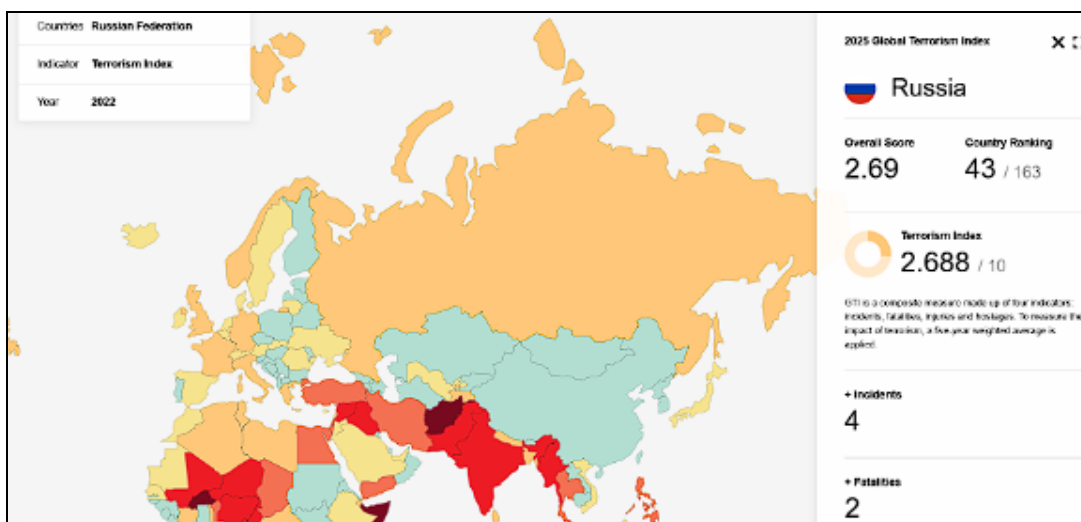 Countries Russian Federation
Indicator Terrorism Index
Year 2022
2025 Global Terrorism Index
Russia
Overall Score Country Ranking
2.69 43 / 163
Terrorism Index
2.688 / 10
GTI is a composite measure made up of four indicators:
incidents, fatalities, injuries and hostages. To measure the
impact of terrorism, a five year weighted average is
applied.
+ Incidents
4
+ Fatalities
2